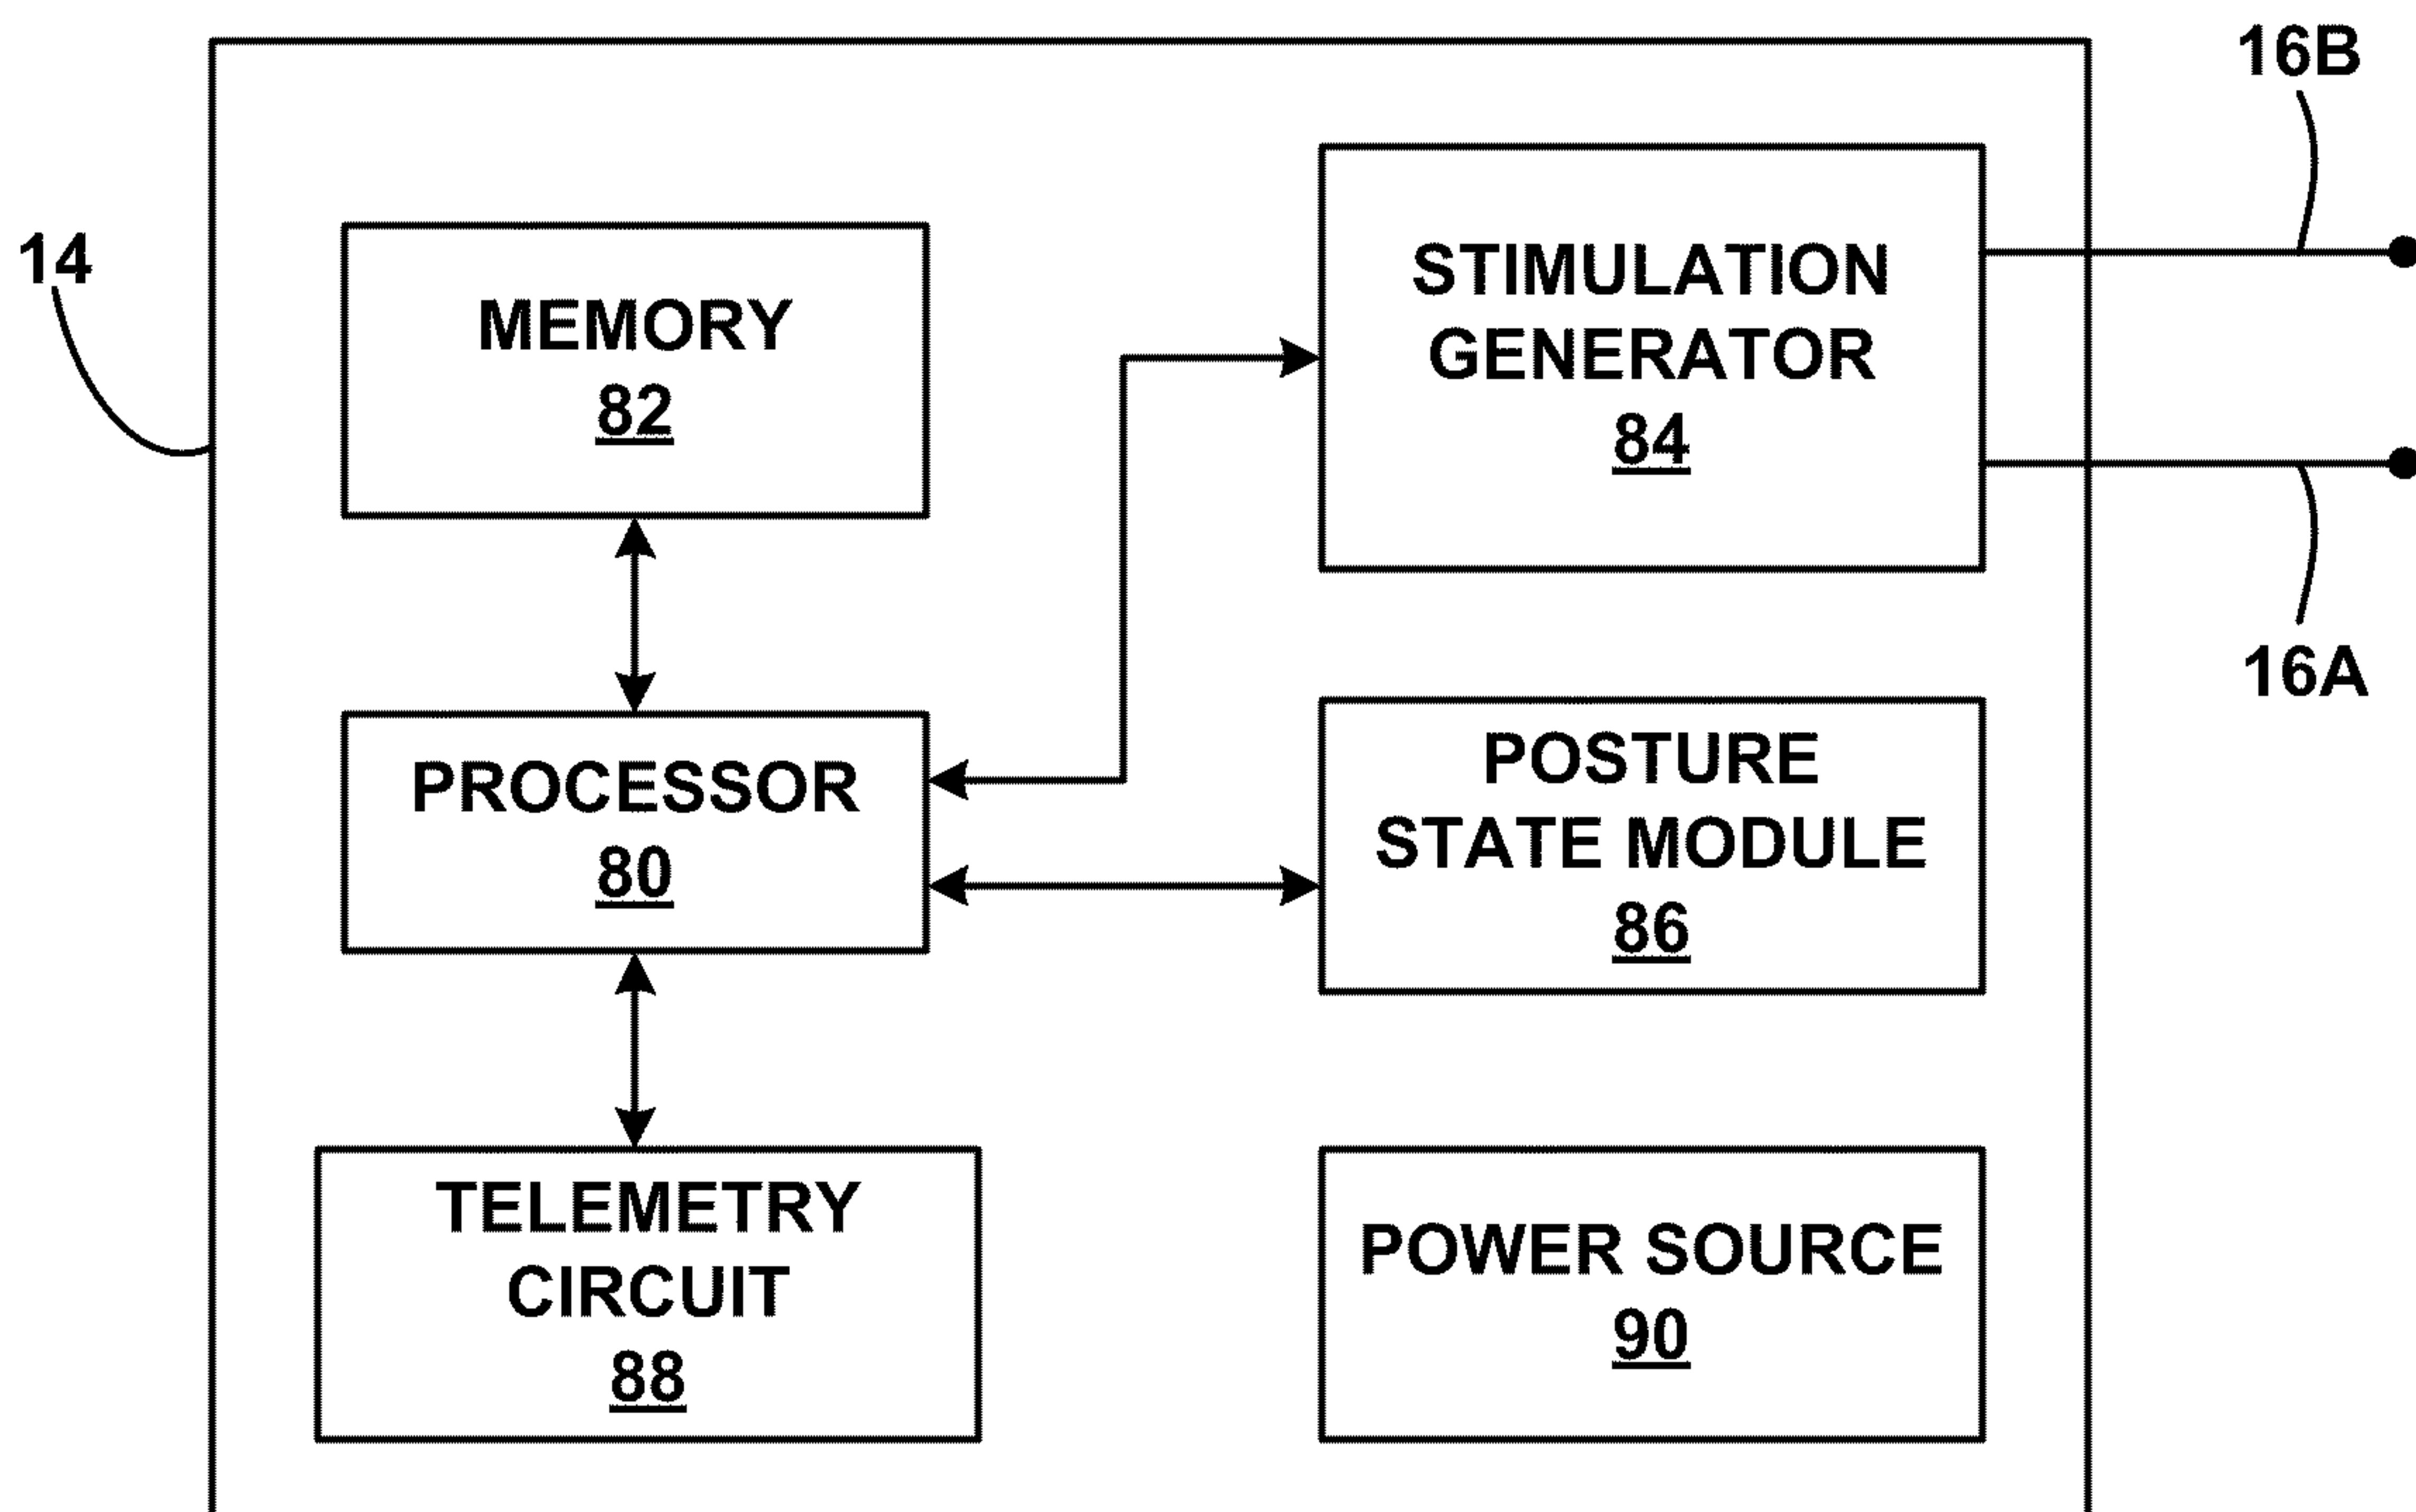 16B
14
MEMORY
82
STIMULATION
GENERATOR
84
16A
PROCESSOR
80
POSTURE
STATE MODULE
86
TELEMETRY
CIRCUIT
88
POWER SOURCE
90